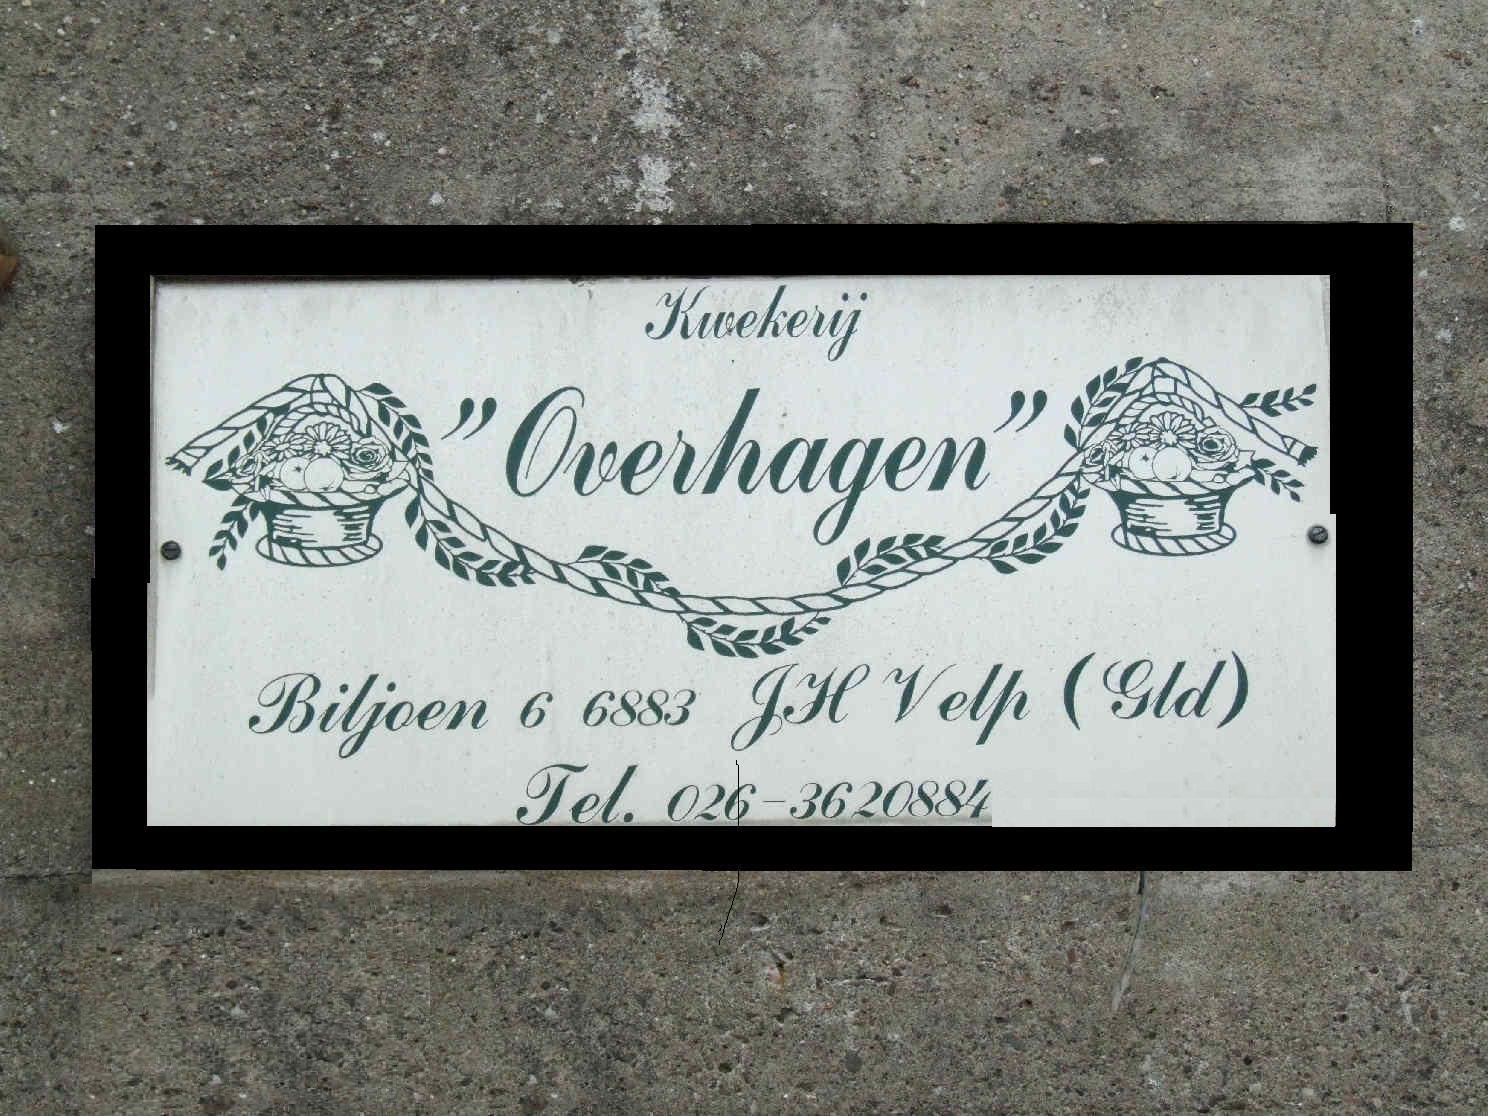 Kwekerij
"Overhagen"
Biljoen 6 6883 JH Velp (Gld)
Tel. 026-3620884